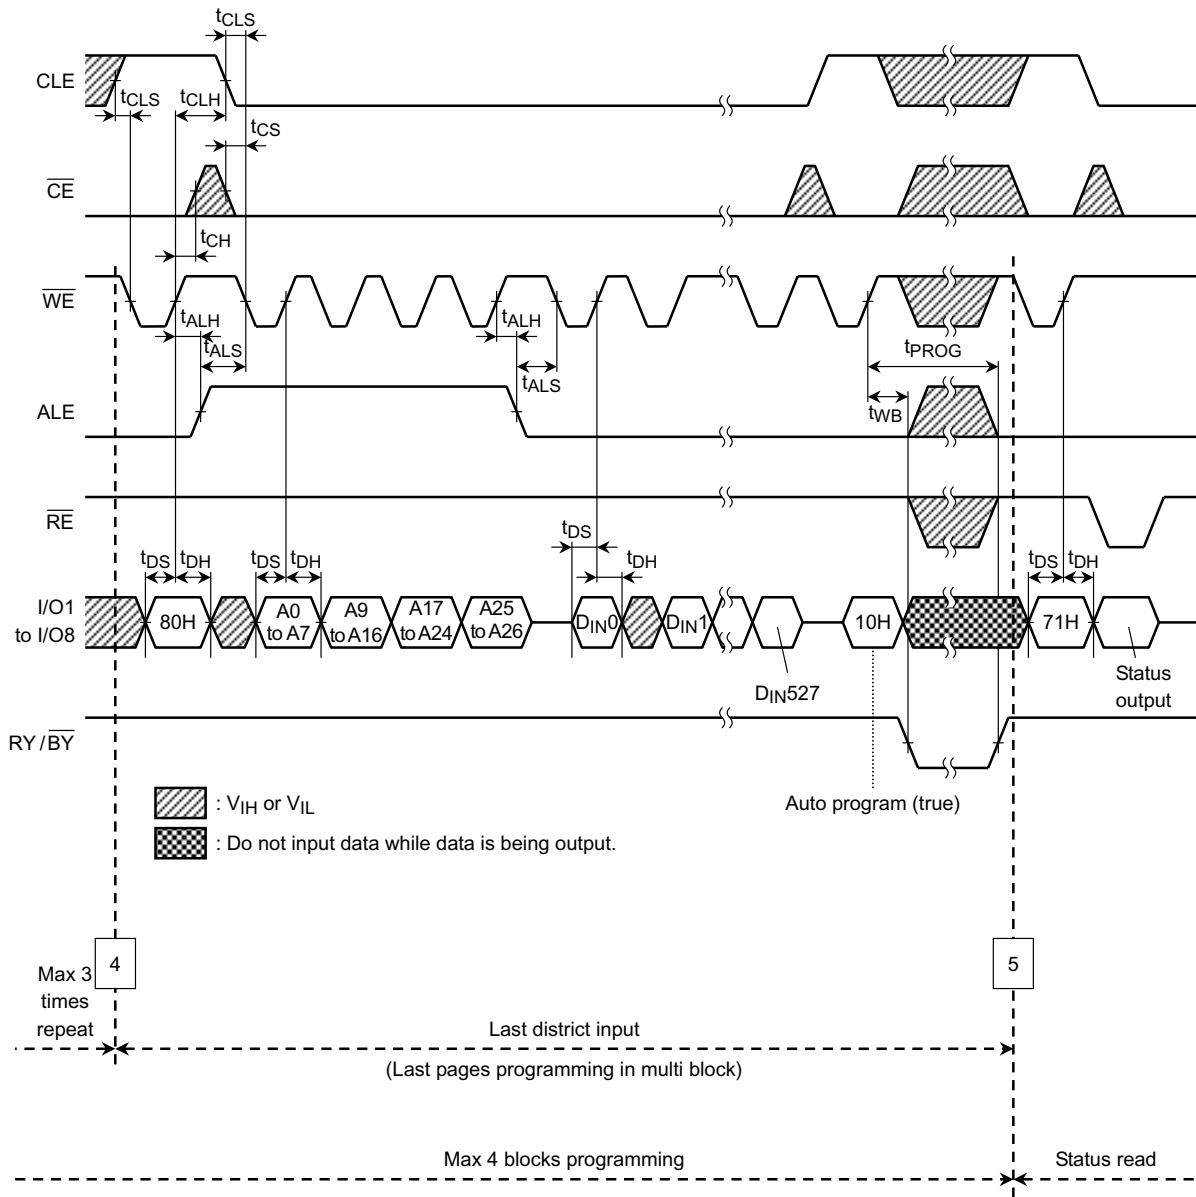 tCLS
CLE
tCLS
tCLH
tCS
CE
tCH
WE
tALH
tALH
tALS
tPROG
tALS
ALE
tWB
RE
tDS
tDS tDH tDS tDH tDH tDS tDH
I/O1
to I/O8
80H
A0
to A7
A9
to A16
A17
to A24
A25
to A26
DIN0
DIN1
10H
71H
DIN527
Status
output
RY/BY
: VIH or VIL
Auto program (true)
: Do not input data while data is being output.
4
5
Max 3
times
repeat
Last district input
(Last pages programming in multi block)
Max 4 blocks programming
Status read